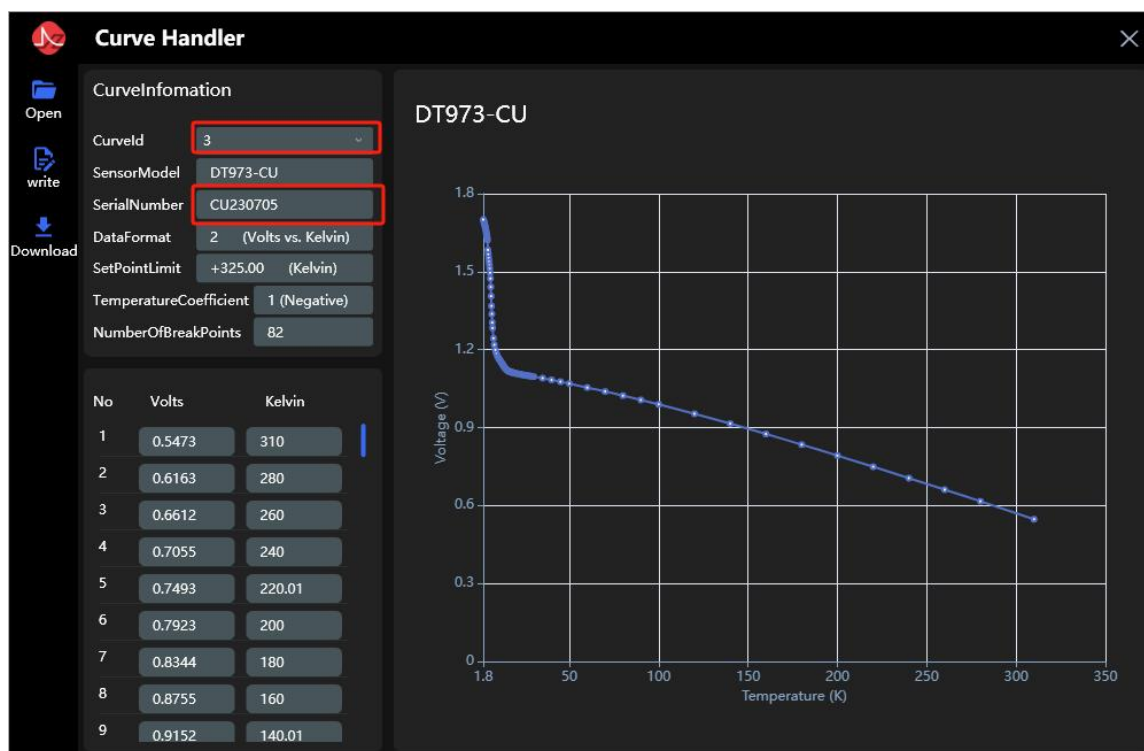 Curve Handler
Open
write
Download
CurveInfomation
CurveId 3
SensorModel DT973-CU
SerialNumber CU230705
DataFormat 2 (Volts vs. Kelvin)
SetPointLimit +325.00 (Kelvin)
TemperatureCoefficient 1 (Negative)
NumberOfBreakPoints 82
No Volts Kelvin
1 0.5473 310
2 0.6163 280
3 0.6612 260
4 0.7055 240
5 0.7493 220.01
6 0.7923 200
7 0.8344 180
8 0.8755 160
9 0.9152 140.01
DT973-CU
1.8
1.5
1.2
0.9
0.6
0.3
0
Voltage (V)
1.8 50 100 150 200 250 300 350
Temperature (K)